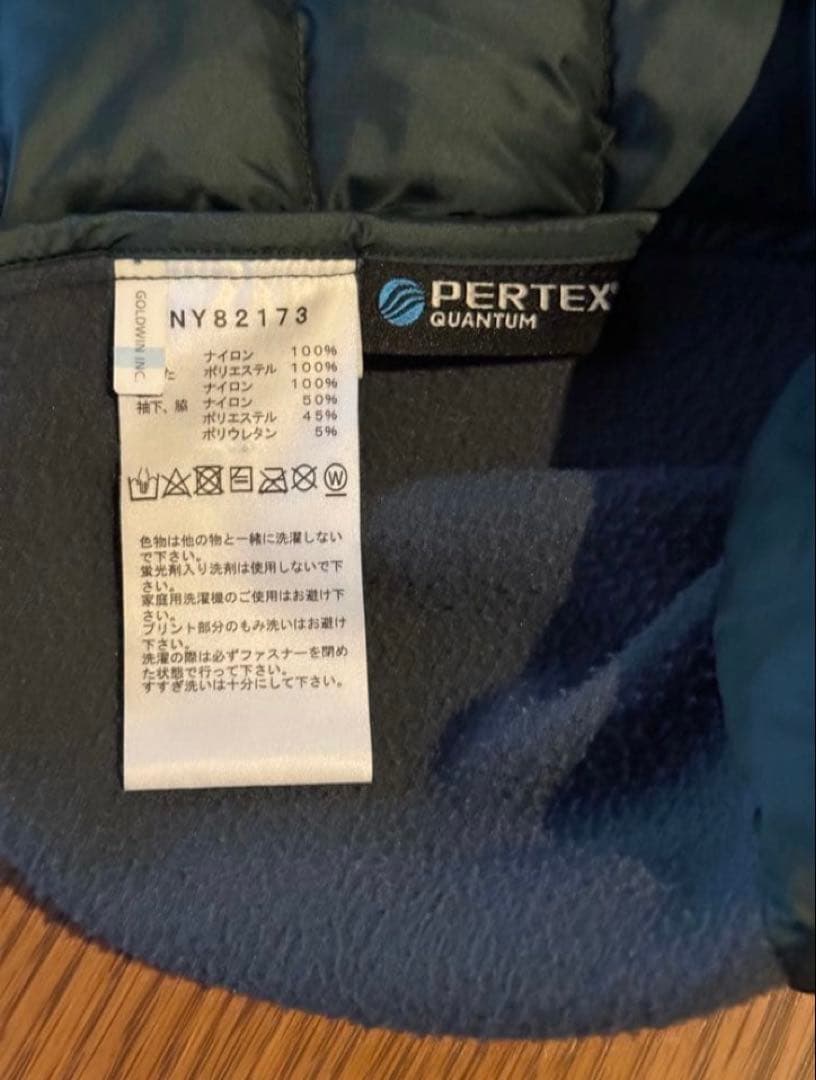 GOLDWIN INC.
NY82173
PERTEX
QUANTUM
ナイロン 100%
た ポリエステル 100%
ナイロン 100%
袖下、脇 ナイロン 50%
ポリエステル 45%
ポリウレタン 5%
W
色物は他の物と一緒に洗濯しない
で下さい。
蛍光剤入り洗剤は使用しないで下
さい。
家庭用洗濯機のご使用はお避け下
さい。
プリント部分のもみ洗いはお避け
下さい。
洗濯の際は必ずファスナーを閉め
た状態で行って下さい。
すすぎ洗いは十分にして下さい。